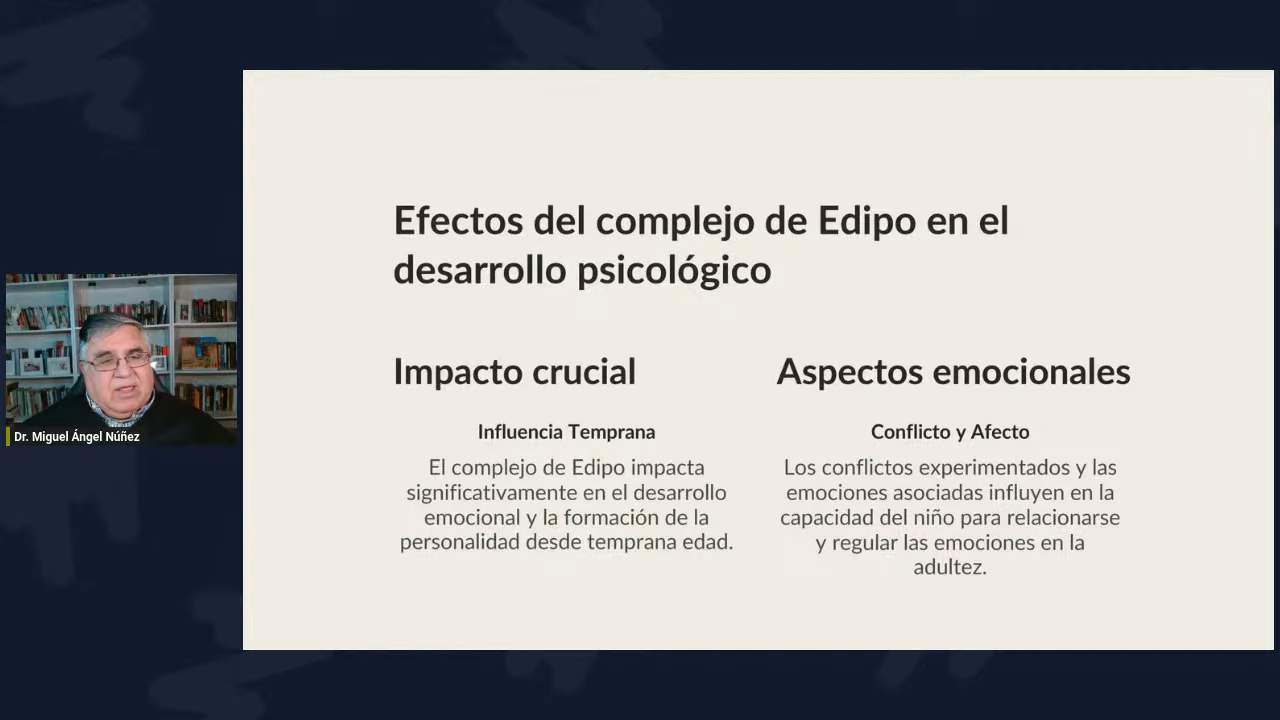 Efectos del complejo de Edipo en el
desarrollo psicológico
Impacto crucial
Influencia Temprana
El complejo de Edipo impacta
significativamente en el desarrollo
emocional y la formación de la
personalidad desde temprana edad.
Aspectos emocionales
Conflicto y Afecto
Los conflictos experimentados y las
emociones asociadas influyen en la
capacidad del niño para relacionarse
y regular las emociones en la
adultez.
Dr. Miguel Ángel Núñez